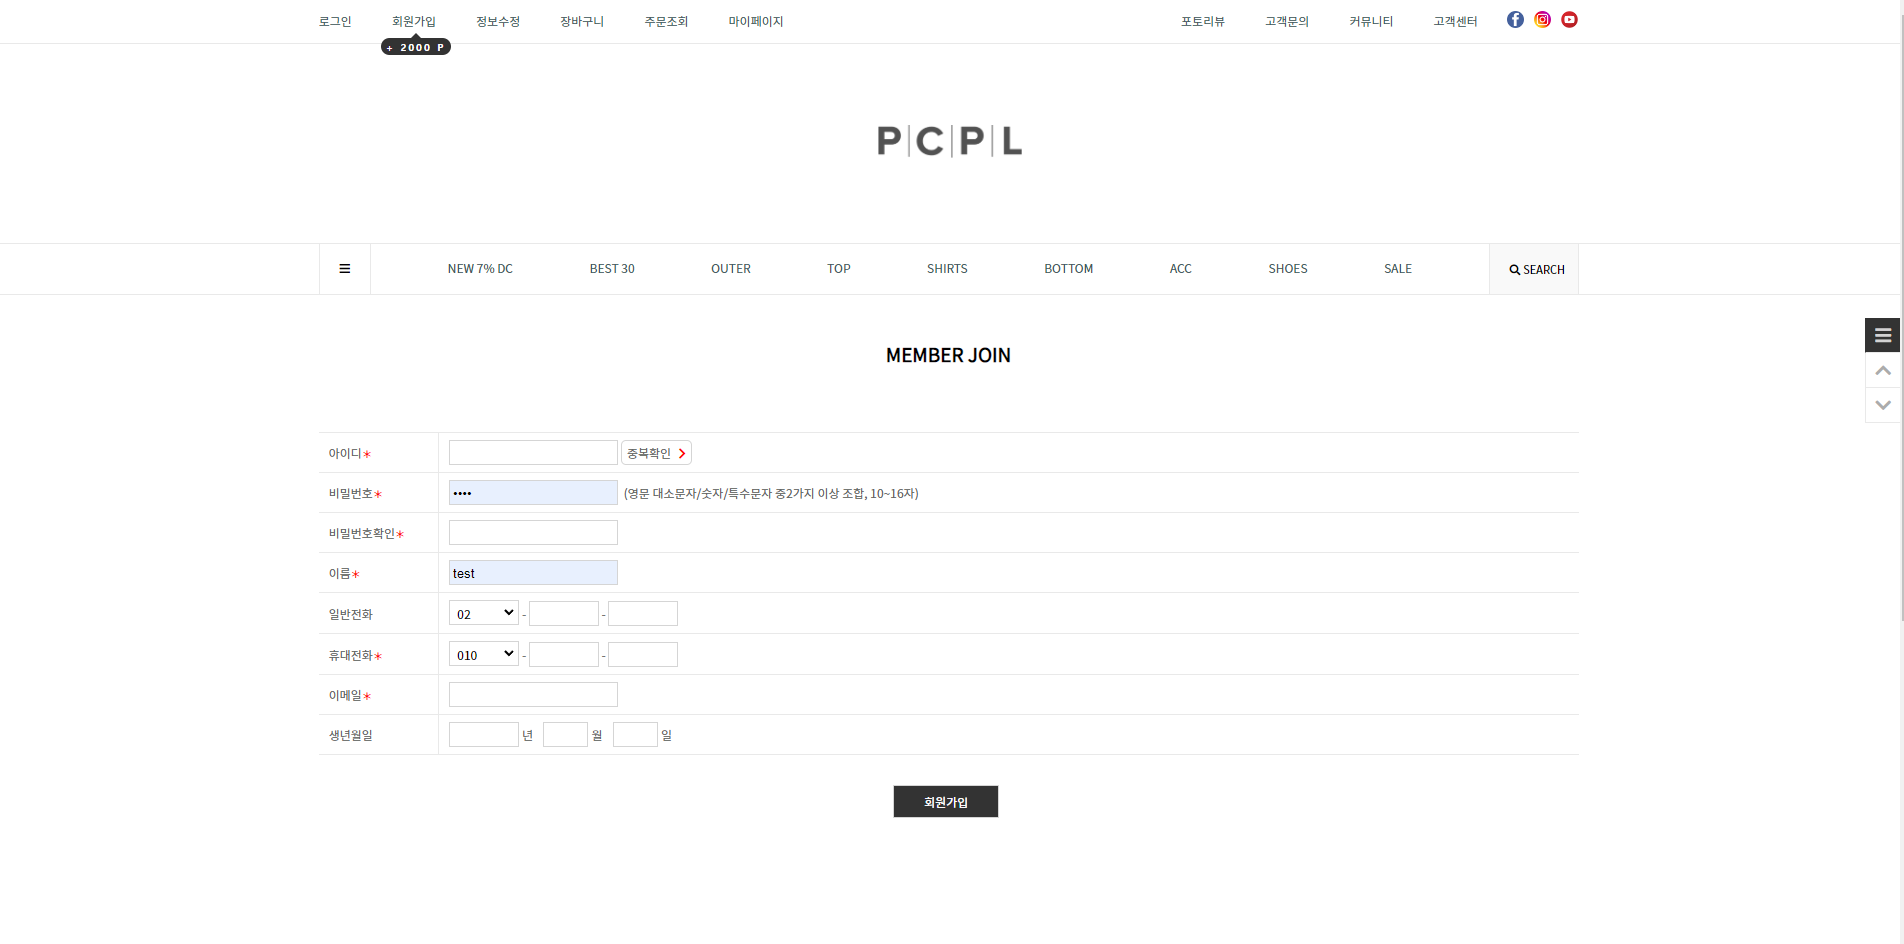 로그인 회원가입 정보수정 장바구니 주문조회 마이페이지 포토리뷰 고객문의 커뮤니티 고객센터
+ 2000 P
P|C|P|L
NEW 7% DC BEST 30 OUTER TOP SHIRTS BOTTOM ACC SHOES SALE SEARCH
MEMBER JOIN
아이디* 중복확인
비밀번호* •••• (영문 대소문자/숫자/특수문자 중2가지 이상 조합, 10~16자)
비밀번호확인*
이름* test
일반전화 02 - -
휴대전화* 010 - -
이메일*
생년월일 년 월 일
회원가입